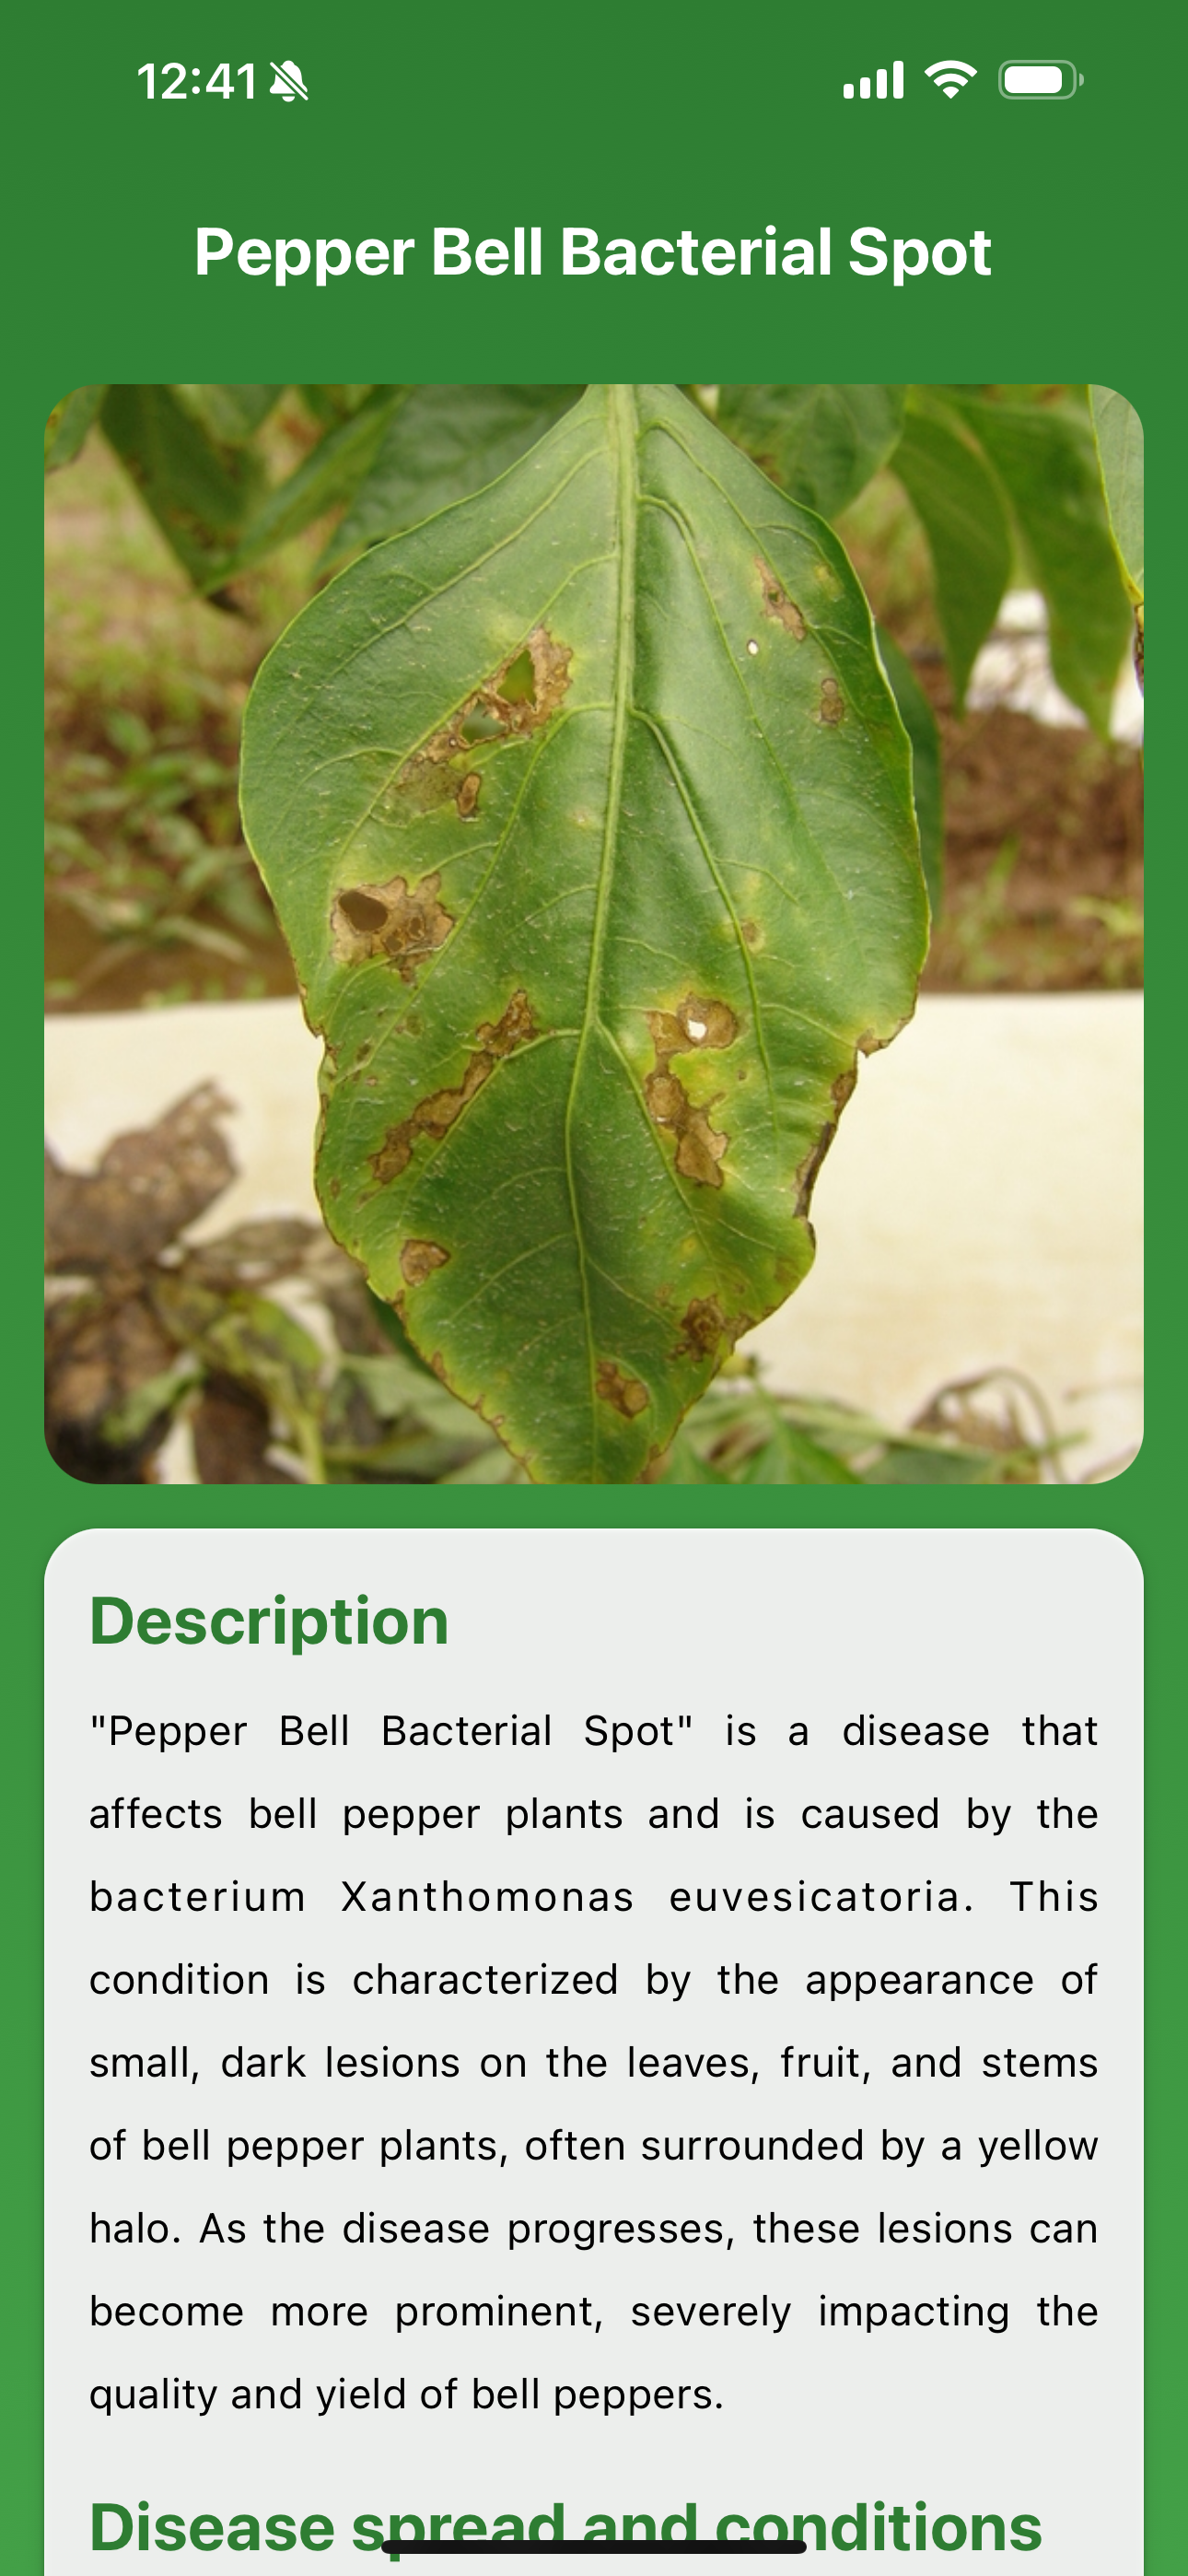 12:41
Pepper Bell Bacterial Spot
Description
"Pepper Bell Bacterial Spot" is a disease that
affects bell pepper plants and is caused by the
bacterium Xanthomonas euvesicatoria. This
condition is characterized by the appearance of
small, dark lesions on the leaves, fruit, and stems
of bell pepper plants, often surrounded by a yellow
halo. As the disease progresses, these lesions can
become more prominent, severely impacting the
quality and yield of bell peppers.
Disease spread and conditions